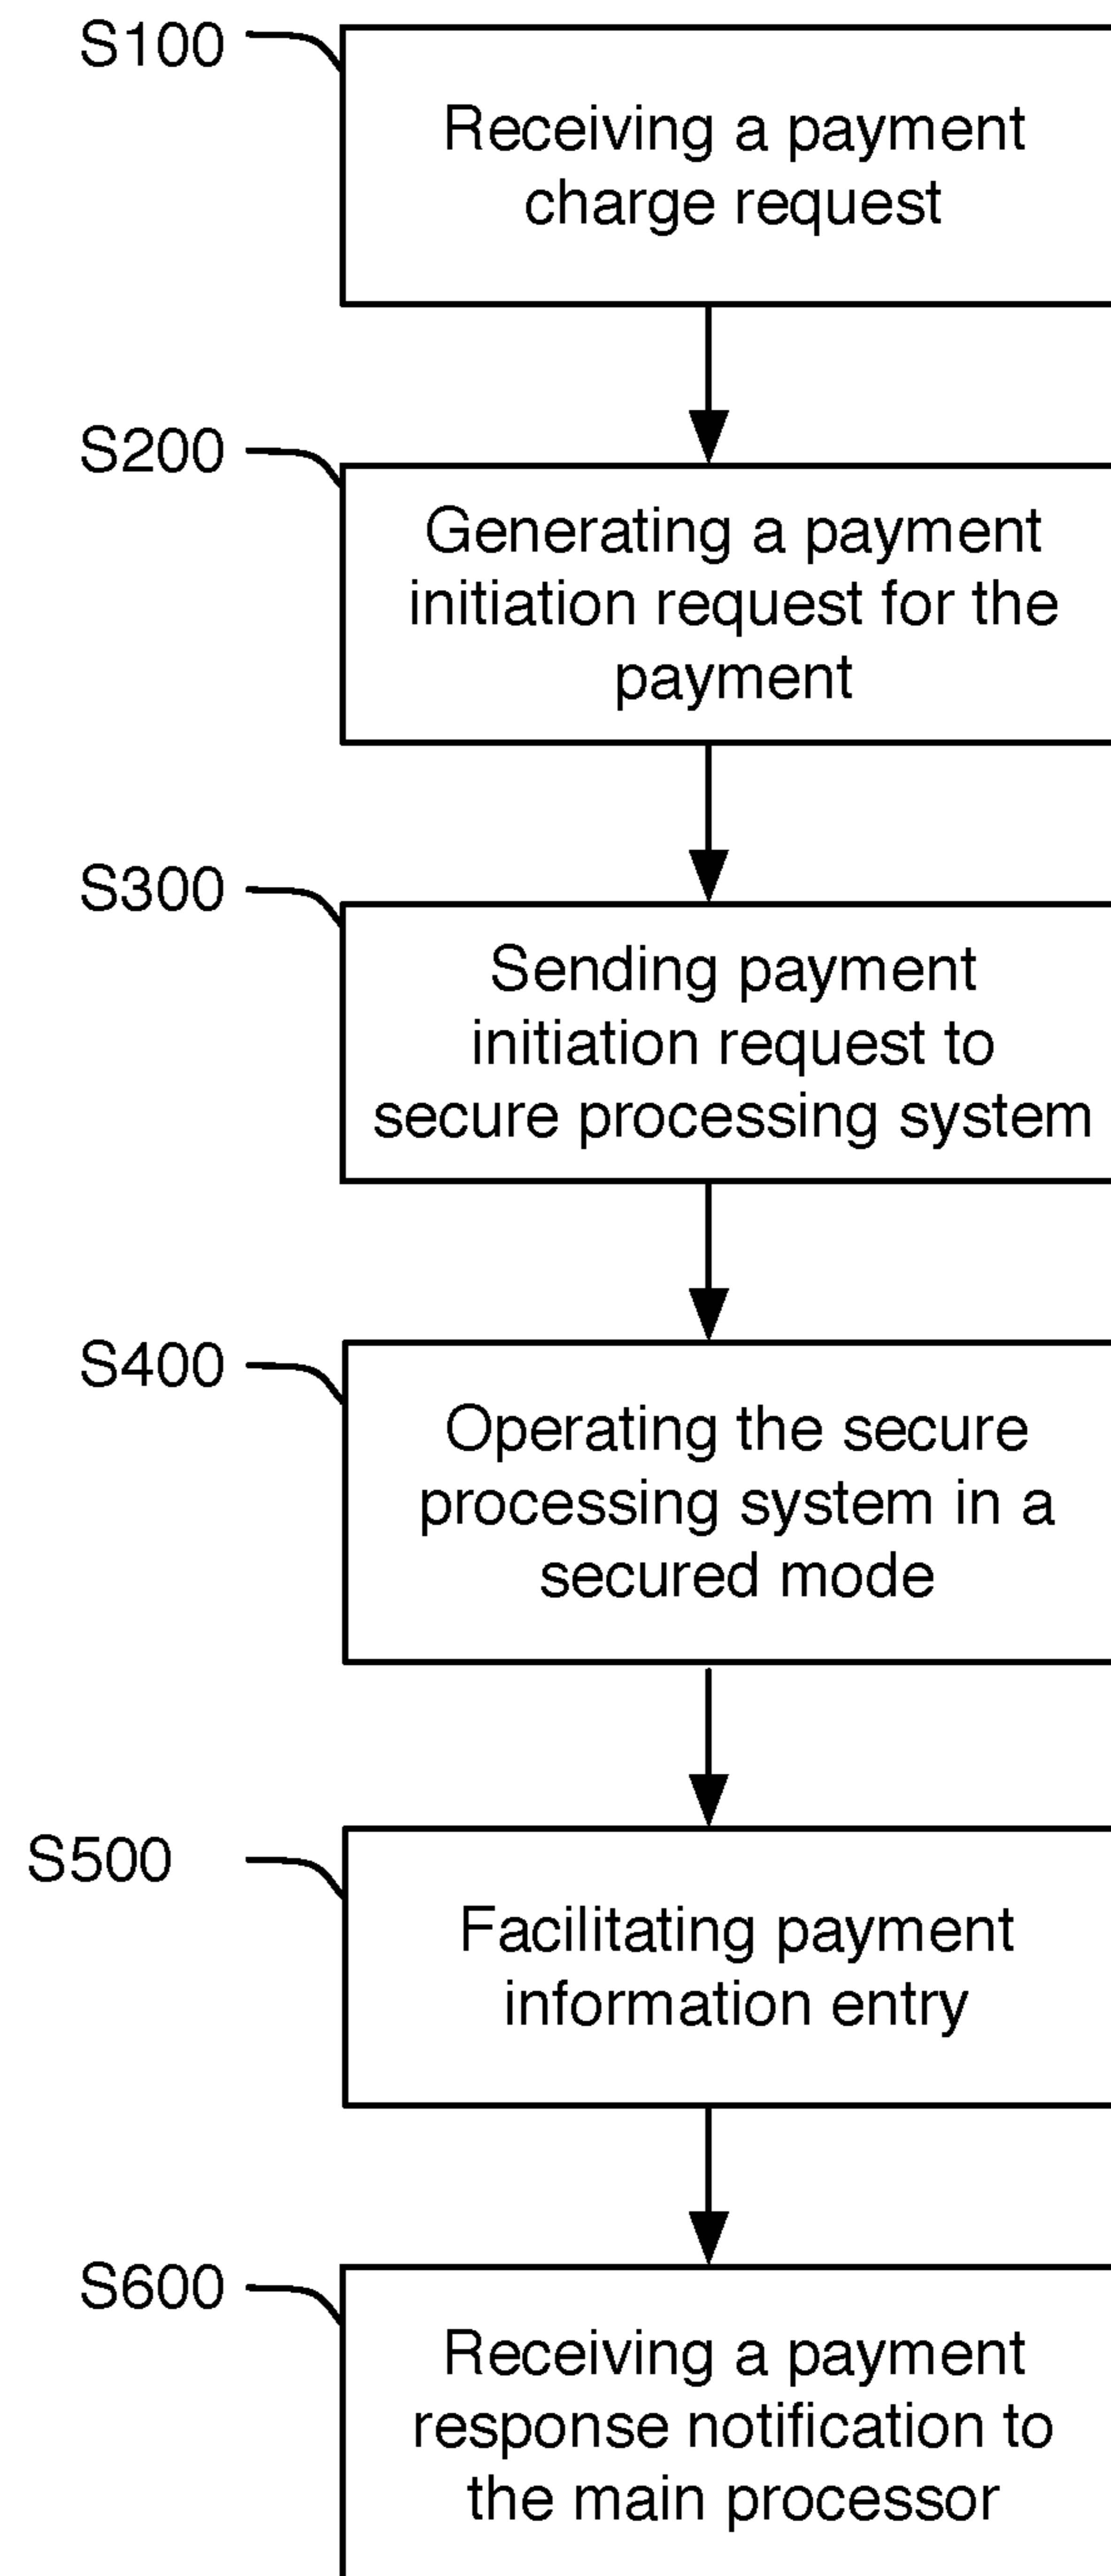 S100
Receiving a payment
charge request
S200
Generating a payment
initiation request for the
payment
S300
Sending payment
initiation request to
secure processing system
S400
Operating the secure
processing system in a
secured mode
S500
Facilitating payment
information entry
S600
Receiving a payment
response notification to
the main processor